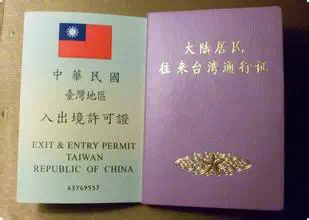 中華民國
臺灣地區
入出境許可證
EXIT & ENTRY PERMIT
TAIWAN
REPUBLIC OF CHINA
A3749557
大陆居民
往来台湾通行证